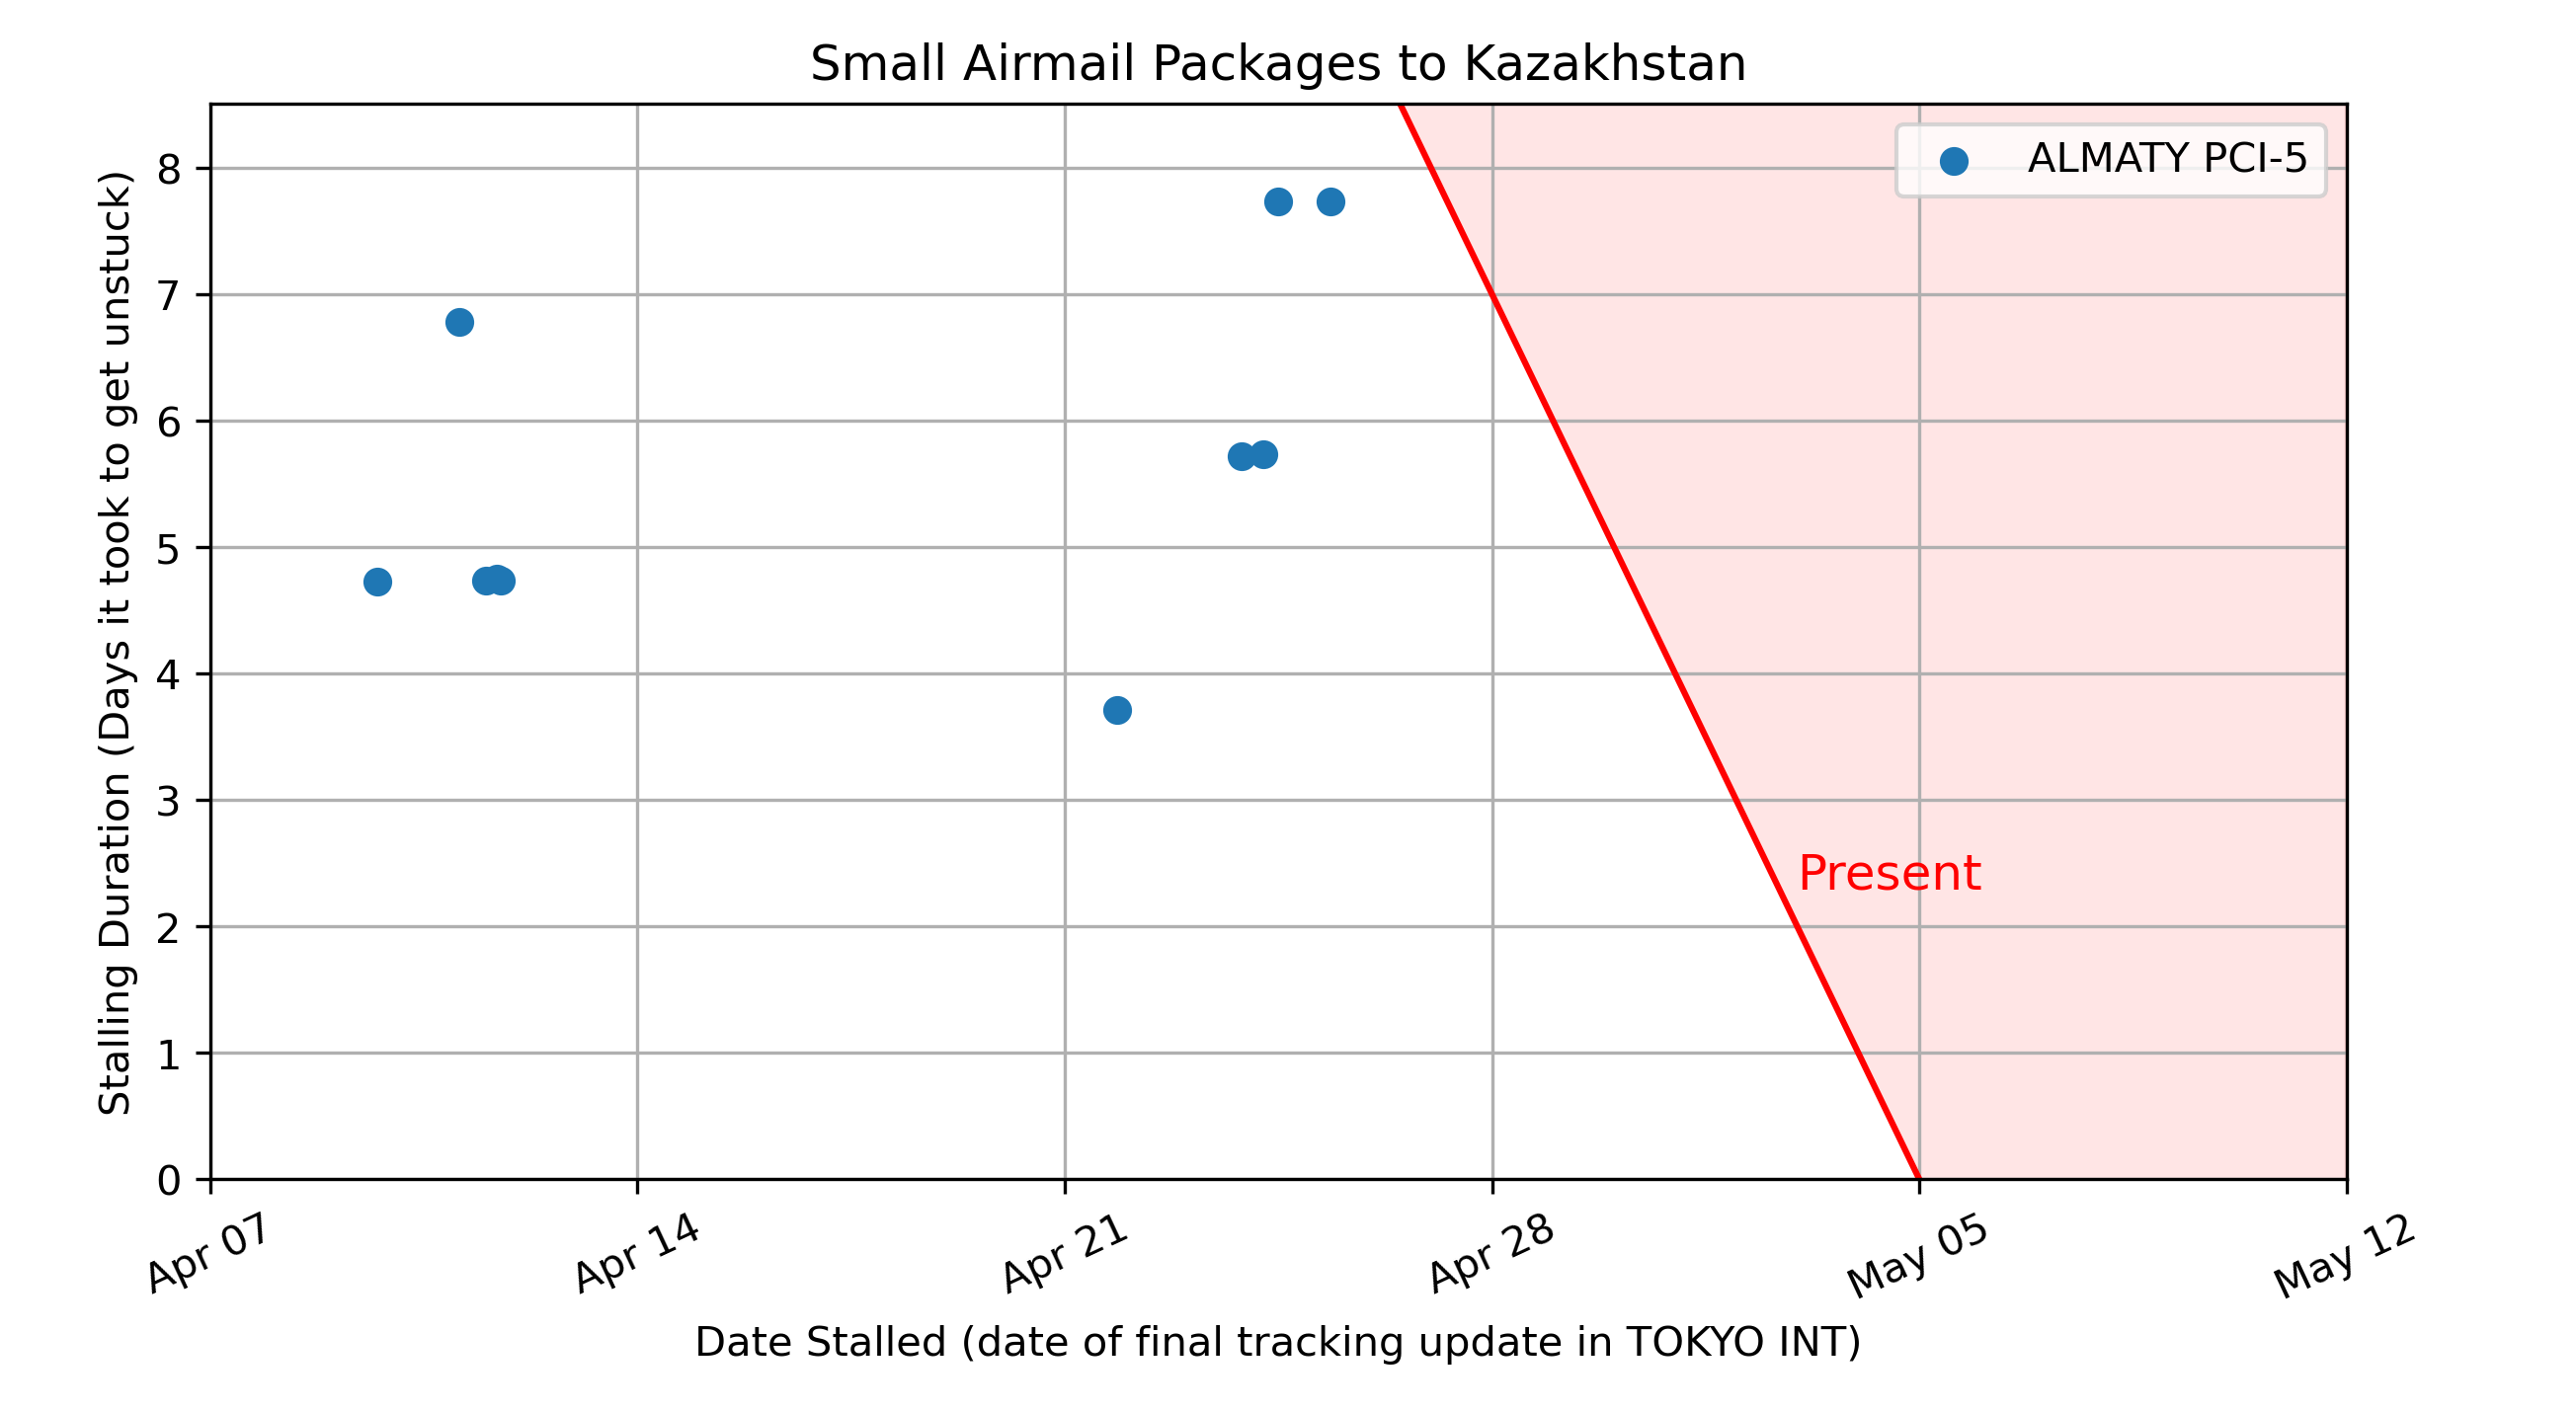 Small Airmail Packages to Kazakhstan
ALMATY PCI-5
Stalling Duration (Days it took to get unstuck)
8
7
6
5
4
3
2
1
0
Present
Apr 07
Apr 14
Apr 21
Apr 28
May 05
May 12
Date Stalled (date of final tracking update in TOKYO INT)